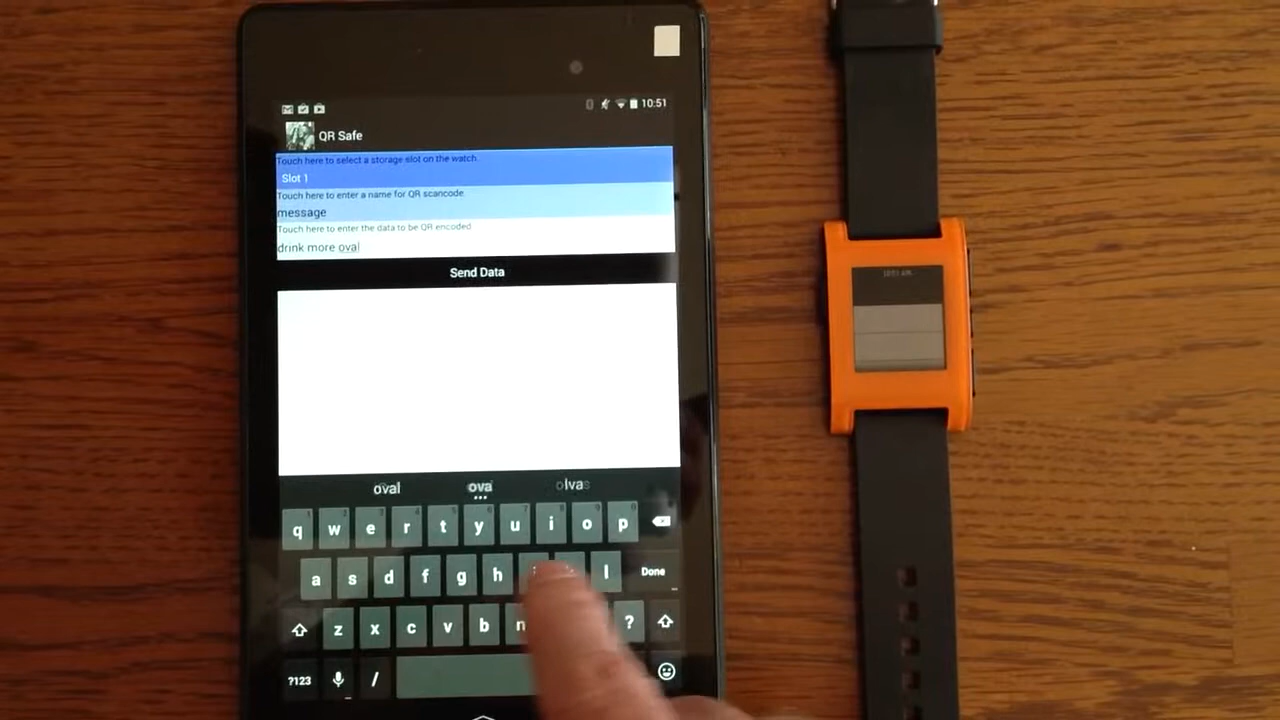 10:51
QR Safe
Touch here to select a storage slot on the watch.
Slot 1
Touch here to enter a name for QR scancode.
message
Touch here to enter the data to be QR encoded
drink more oval
Send Data
oval ova
q w e r t y u i o p
a s d f g h l Done
z x c v b n ?
?123 /